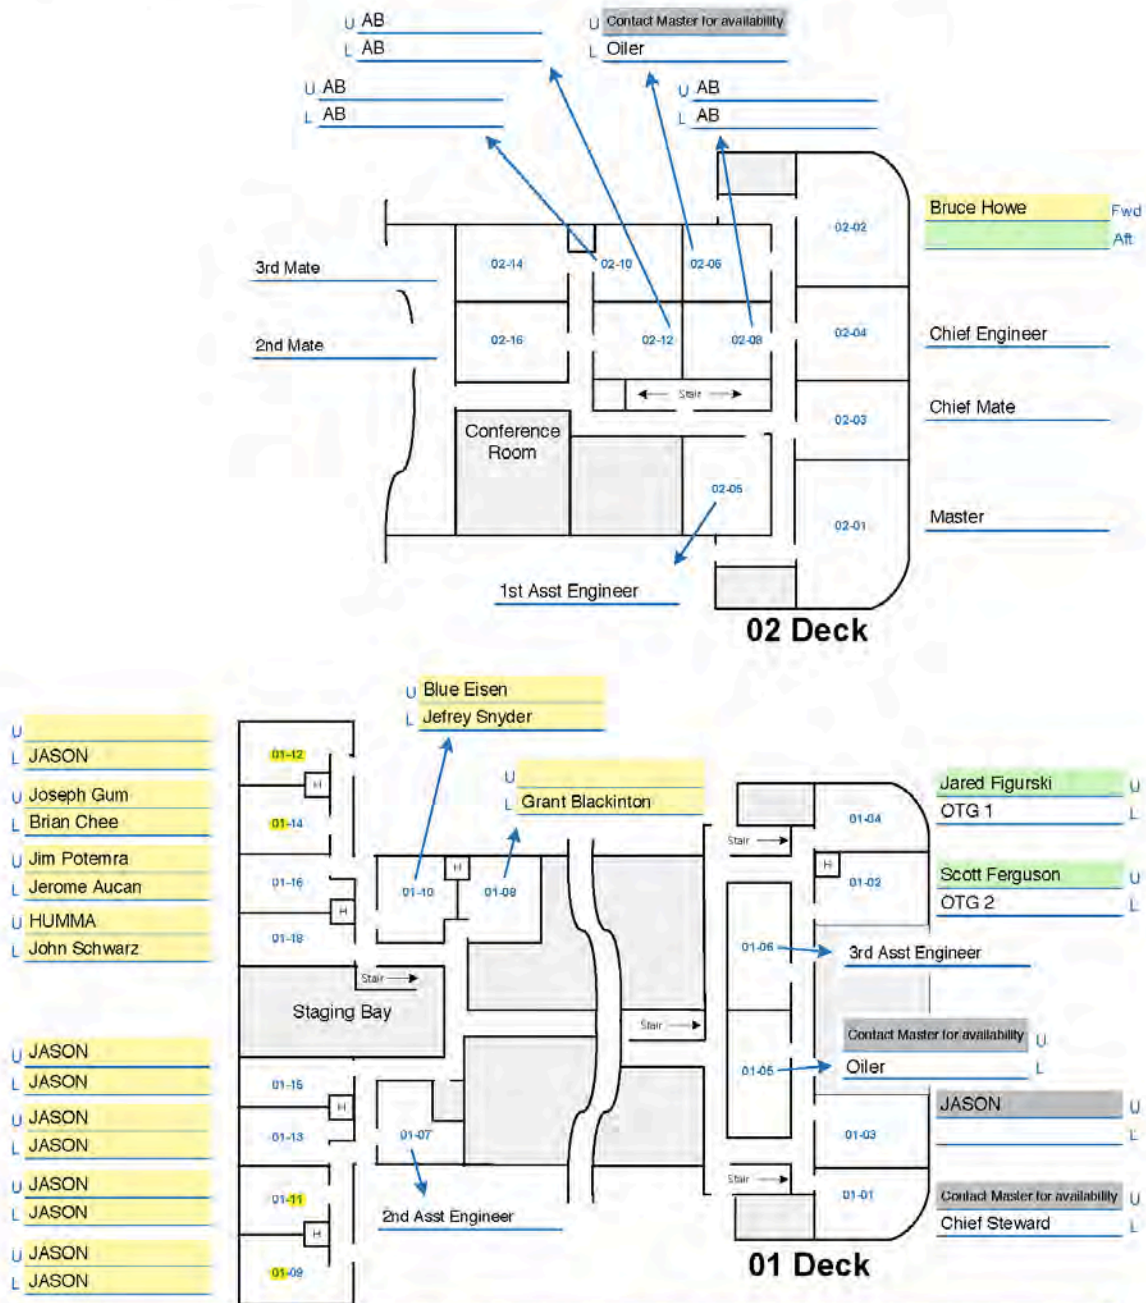 U AB
L AB
U Contact Master for availability
L Oiler
U AB
L AB
U AB
L AB
02-02
Bruce Howe Fwd
Aft
3rd Mate
02-14
02-10
02-06
2nd Mate
02-16
02-12
02-08
02-04
Chief Engineer
Stair
Conference
Room
02-03
Chief Mate
02-05
02-01
Master
1st Asst Engineer
02 Deck
U Blue Eisen
L Jefrey Snyder
U
L JASON
01-12
H
U
L Grant Blackinton
U Joseph Gum
L Brian Chee
01-14
Jared Figurski U
OTG 1 L
01-04
Stair
U Jim Potemra
L Jerome Aucan
01-16
H
01-10
H
01-08
H
01-02
Scott Ferguson U
OTG 2 L
U HUMMA
L John Schwarz
01-18
01-06
3rd Asst Engineer
Stair
Staging Bay
Stair
Contact Master for availability U
Oiler L
01-05
U JASON
L JASON
01-15
H
U JASON
L JASON
01-13
01-07
JASON U
L
01-03
U JASON
L JASON
01-11
H
2nd Asst Engineer
Stair
01-01
Contact Master for availability U
Chief Steward L
U JASON
L JASON
01-09
01 Deck